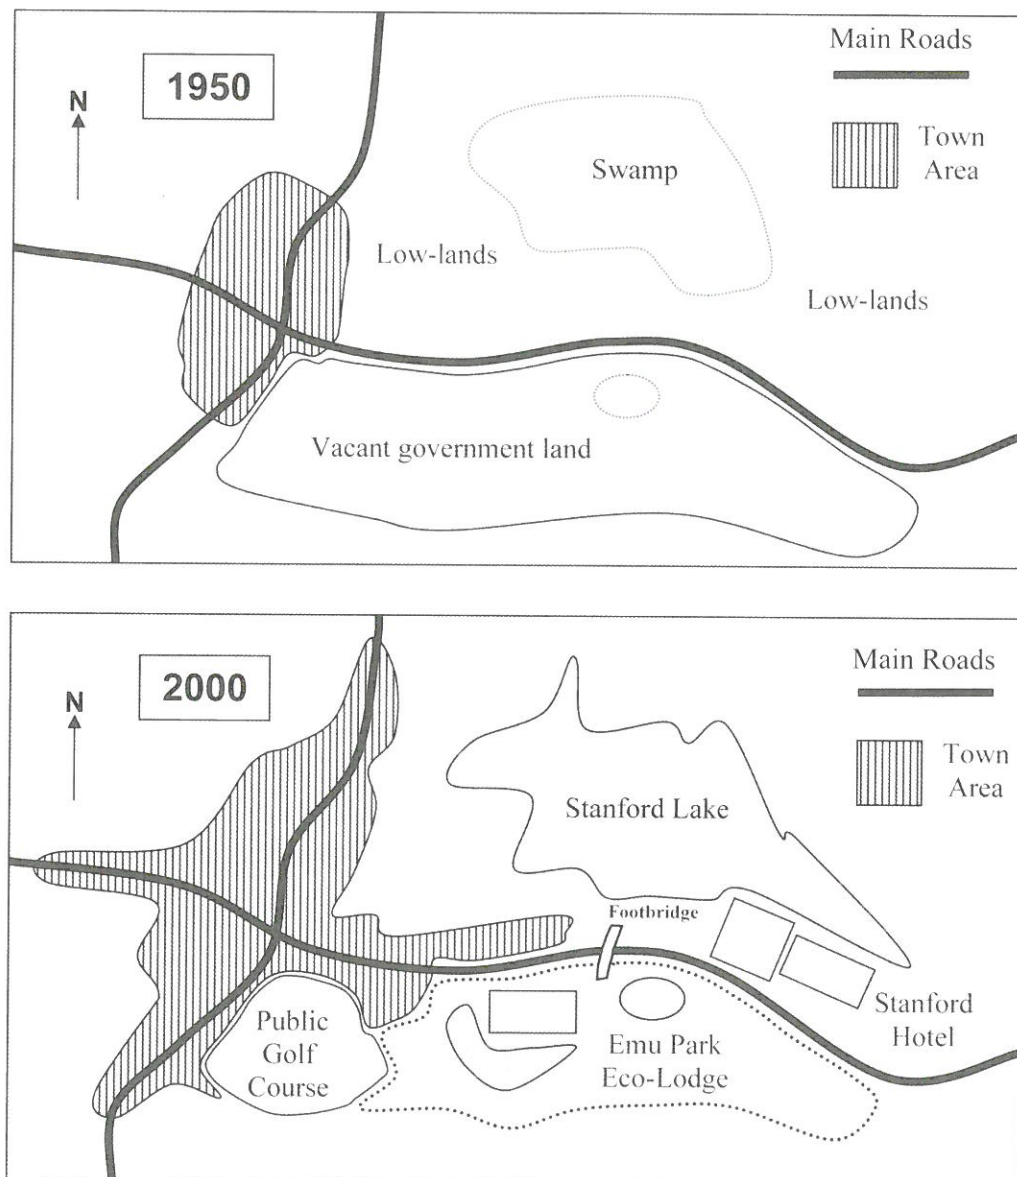 Main Roads
1950
N
Town
Area
Swamp
Low-lands
Low-lands
Vacant government land
Main Roads
2000
N
Town
Area
Stanford Lake
Footbridge
Stanford
Hotel
Public
Golf
Course
Emu Park
Eco-Lodge